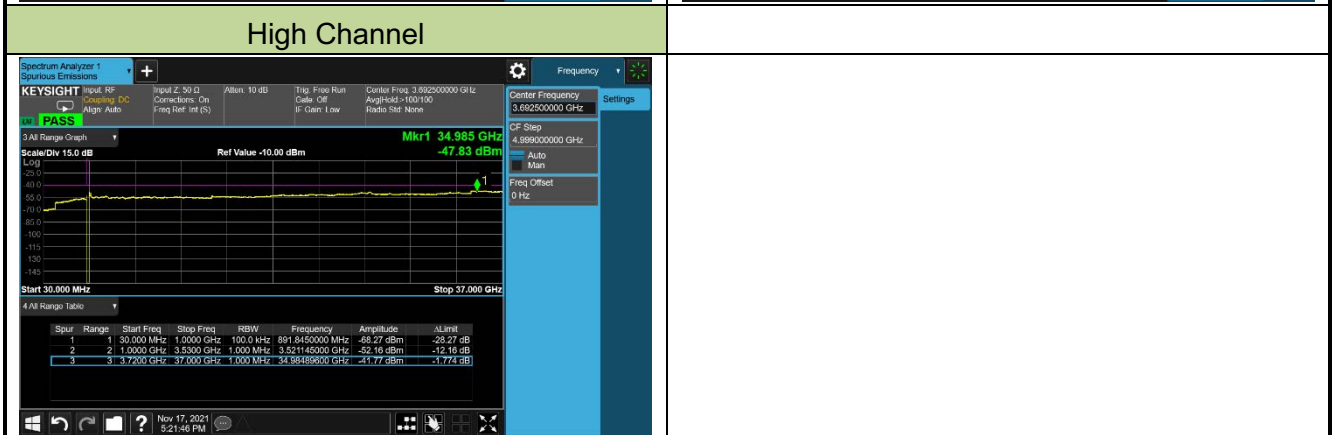 High Channel
Spectrum Analyzer 1
Spurious Emissions
+
Frequency
KEYSIGHT
Input: RF
Coupling: DC
Align: Auto
Input Z: 50 Ω
Corrections: On
Freq Ref: Int (S)
Atten: 10 dB
Trig: Free Run
Gate: Off
IF Gain: Low
Center Freq: 3.692500000 GHz
Avg|Hold:>100/100
Radio Std: None
PASS
Center Frequency
3.692500000 GHz
Settings
CF Step
4.999000000 GHz
Auto
Man
Freq Offset
0 Hz
3 All Range Graph
Mkr1 34.985 GHz
Scale/Div 15.0 dB
Ref Value -10.00 dBm
-47.83 dBm
Log
-25.0
-40.0
-55.0
-70.0
-85.0
-100
-115
-130
-145
1
Start 30.000 MHz
Stop 37.000 GHz
4 All Range Table
Spur Range Start Freq Stop Freq RBW Frequency Amplitude ΔLimit
1 1 30.000 MHz 1.0000 GHz 100.0 kHz 891.8450000 MHz -68.27 dBm -28.27 dB
2 2 1.0000 GHz 3.5300 GHz 1.000 MHz 3.521145000 GHz -52.16 dBm -12.16 dB
3 3 3.7200 GHz 37.000 GHz 1.000 MHz 34.98489600 GHz -41.77 dBm -1.774 dB
?
Nov 17, 2021
5:21:46 PM